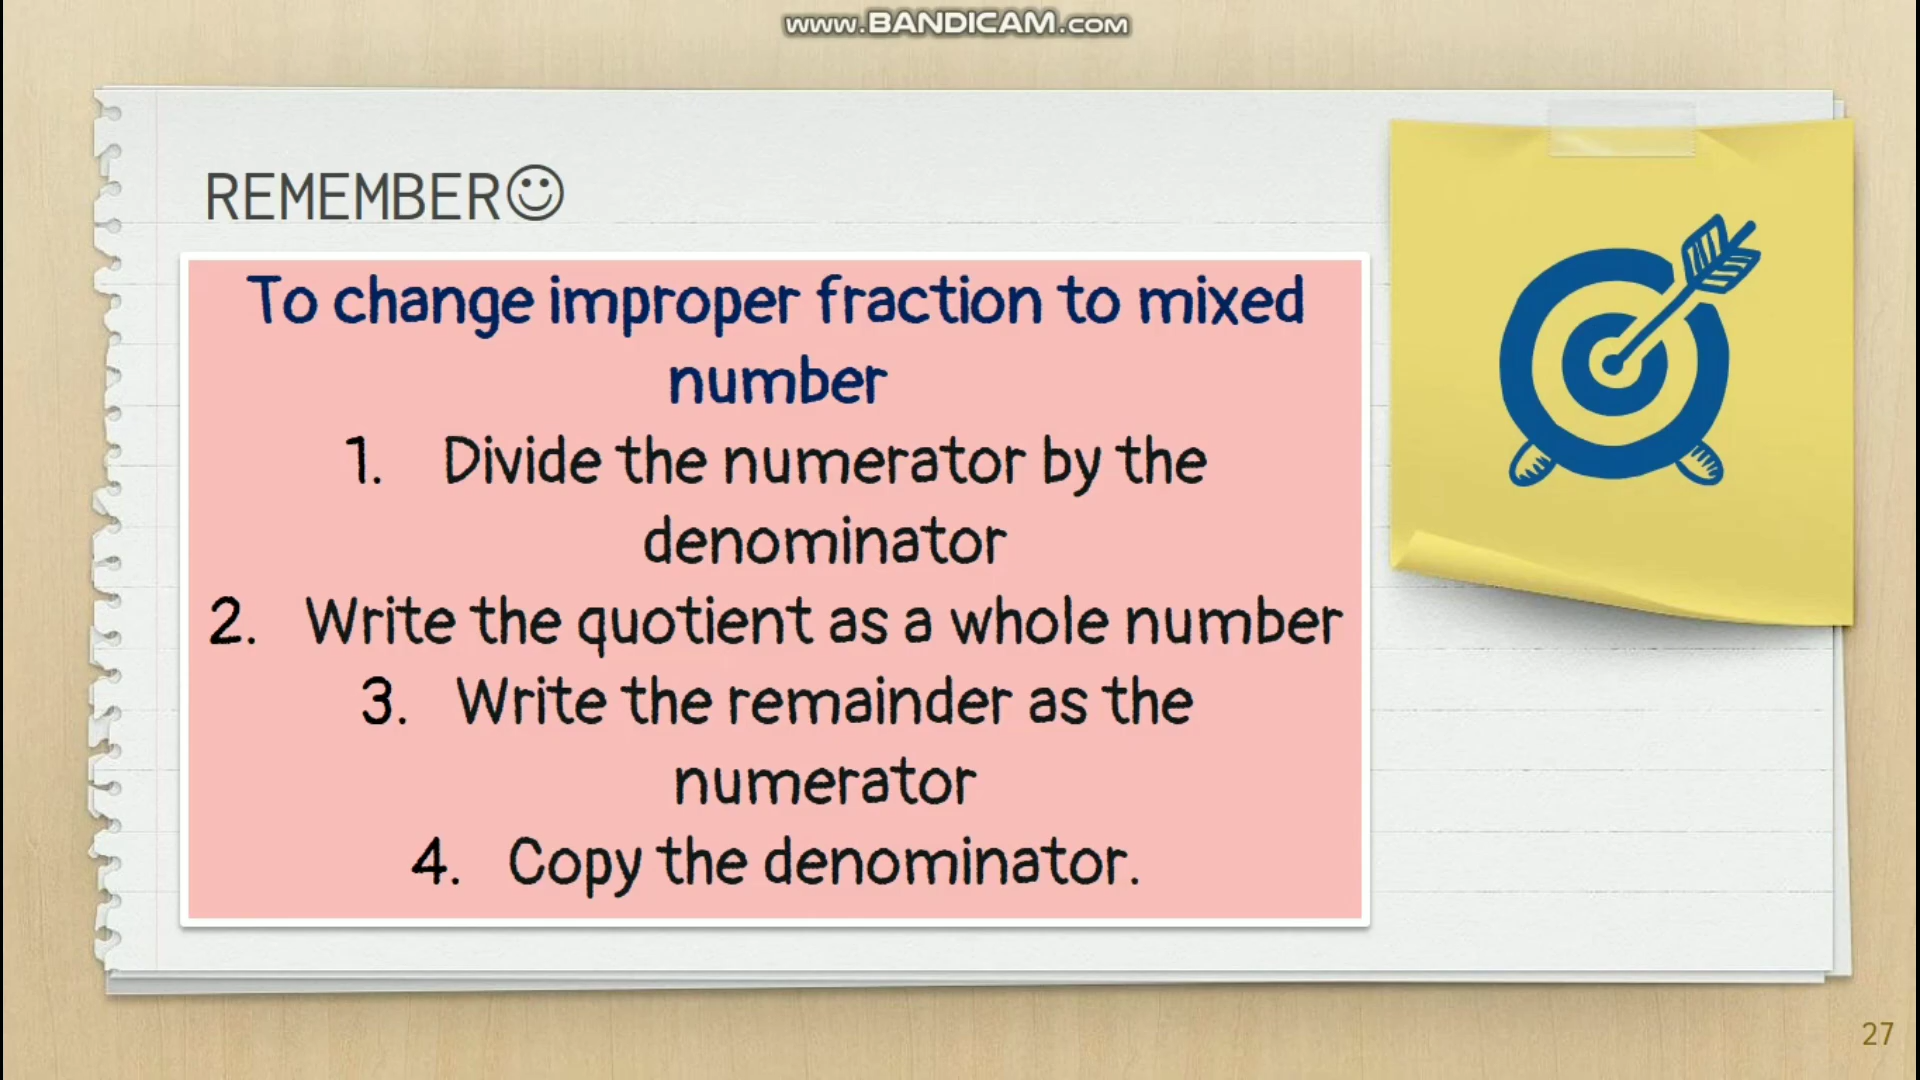 www.BANDICAM.com
REMEMBER☺
To change improper fraction to mixed
number
1. Divide the numerator by the
denominator
2. Write the quotient as a whole number
3. Write the remainder as the
numerator
4. Copy the denominator.
27